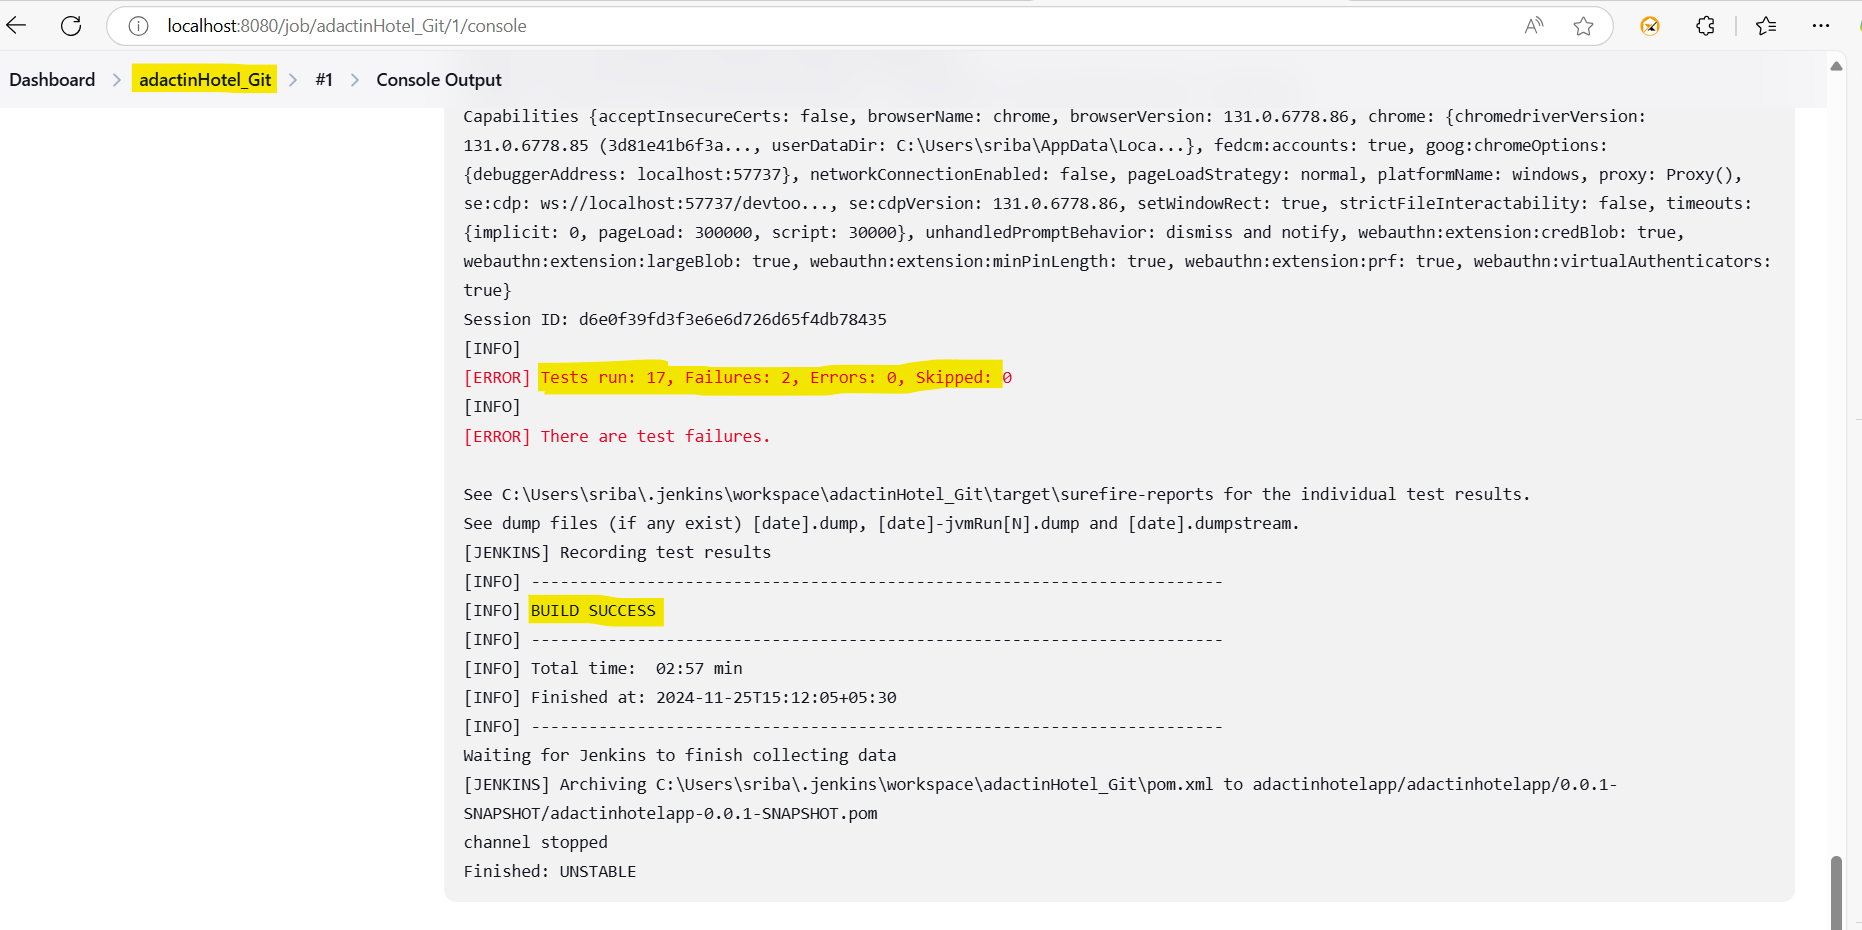 localhost:8080/job/adactinHotel_Git/1/console
Dashboard > adactinHotel_Git > #1 > Console Output
Capabilities {acceptInsecureCerts: false, browserName: chrome, browserVersion: 131.0.6778.86, chrome: {chromedriverVersion:
131.0.6778.85 (3d81e41b6f3a..., userDataDir: C:\Users\sriba\AppData\Loca...}, fedcm:accounts: true, goog:chromeOptions:
{debuggerAddress: localhost:57737}, networkConnectionEnabled: false, pageLoadStrategy: normal, platformName: windows, proxy: Proxy(),
se:cdp: ws://localhost:57737/devtoo..., se:cdpVersion: 131.0.6778.86, setWindowRect: true, strictFileInteractability: false, timeouts:
{implicit: 0, pageLoad: 300000, script: 30000}, unhandledPromptBehavior: dismiss and notify, webauthn:extension:credBlob: true,
webauthn:extension:largeBlob: true, webauthn:extension:minPinLength: true, webauthn:extension:prf: true, webauthn:virtualAuthenticators:
true}
Session ID: d6e0f39fd3f3e6e6d726d65f4db78435
[INFO]
[ERROR] Tests run: 17, Failures: 2, Errors: 0, Skipped: 0
[INFO]
[ERROR] There are test failures.
See C:\Users\sriba\.jenkins\workspace\adactinHotel_Git\target\surefire-reports for the individual test results.
See dump files (if any exist) [date].dump, [date]-jvmRun[N].dump and [date].dumpstream.
[JENKINS] Recording test results
[INFO] ------------------------------------------------------------------------
[INFO] BUILD SUCCESS
[INFO] ------------------------------------------------------------------------
[INFO] Total time:  02:57 min
[INFO] Finished at: 2024-11-25T15:12:05+05:30
[INFO] ------------------------------------------------------------------------
Waiting for Jenkins to finish collecting data
[JENKINS] Archiving C:\Users\sriba\.jenkins\workspace\adactinHotel_Git\pom.xml to adactinhotelapp/adactinhotelapp/0.0.1-
SNAPSHOT/adactinhotelapp-0.0.1-SNAPSHOT.pom
channel stopped
Finished: UNSTABLE